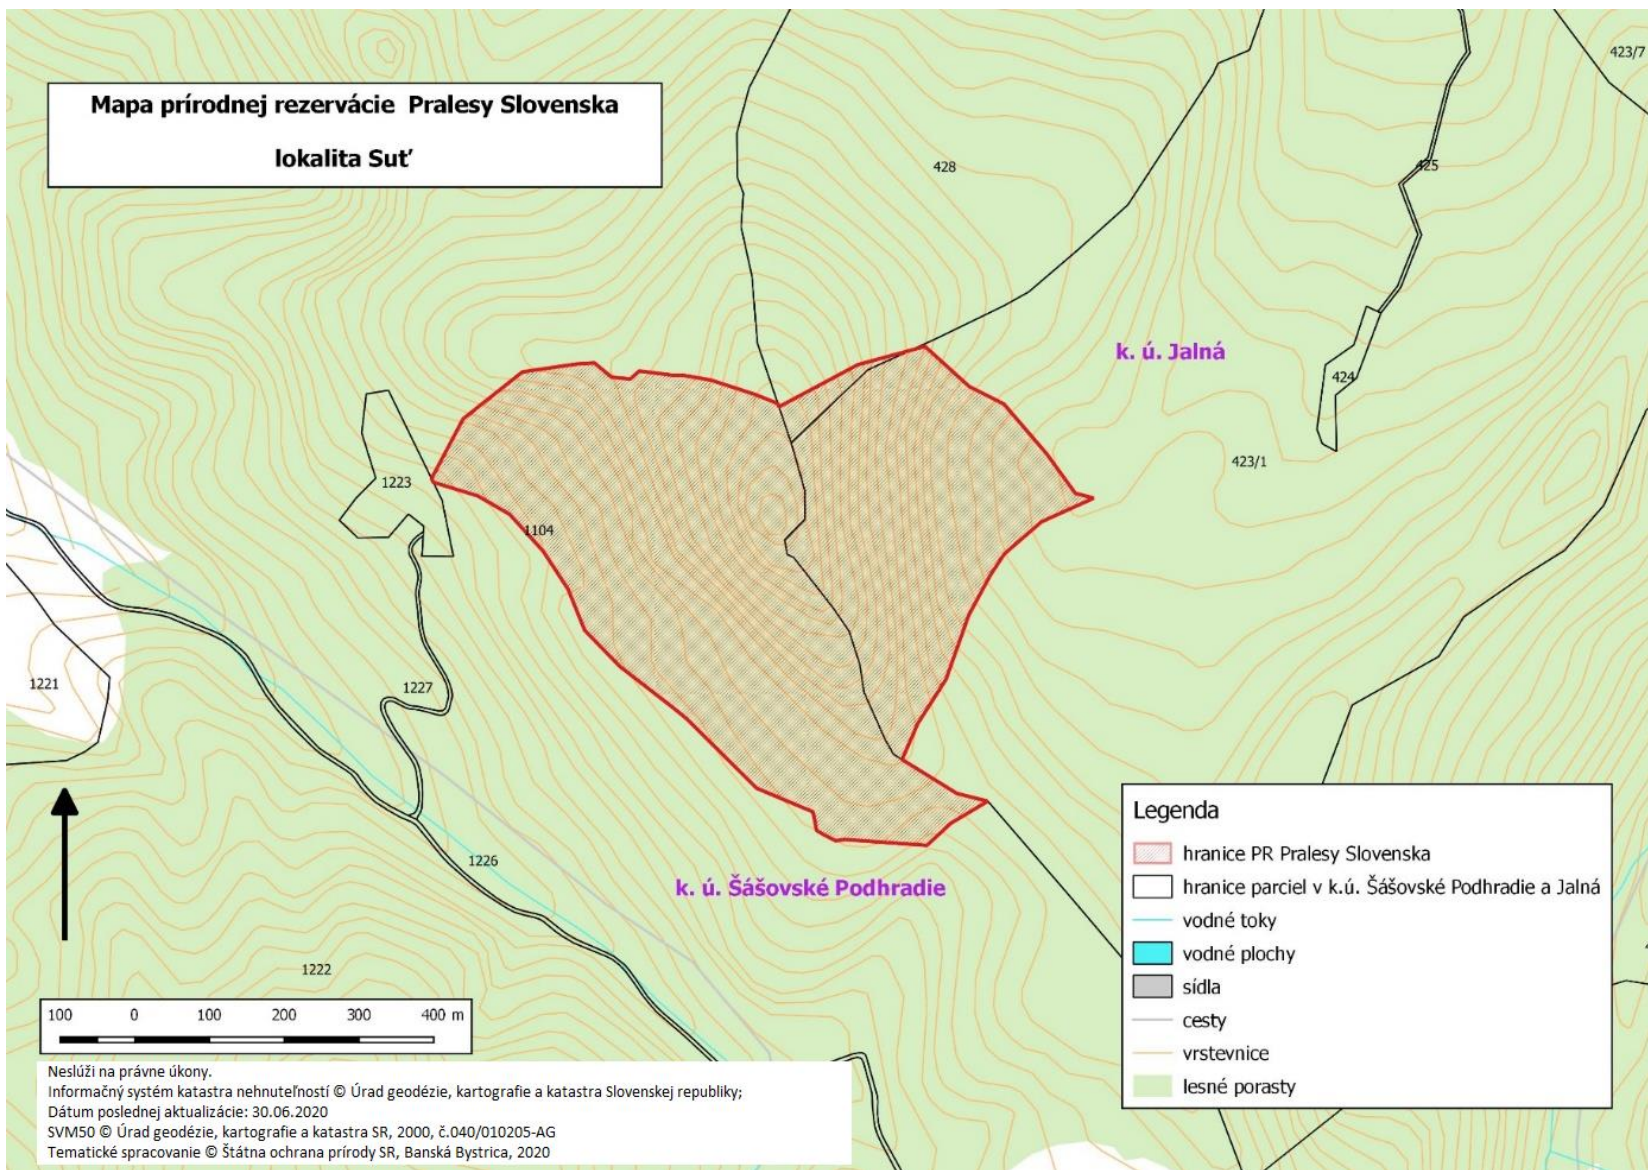 Mapa prírodnej rezervácie Pralesy Slovenska
lokalita Suť
423/7
428
425
k. ú. Jalná
424
423/1
1223
1104
1221
1227
1226
k. ú. Šášovské Podhradie
1222
Legenda
hranice PR Pralesy Slovenska
hranice parciel v k.ú. Šášovské Podhradie a Jalná
vodné toky
vodné plochy
sídla
cesty
vrstevnice
lesné porasty
100 0 100 200 300 400 m
Neslúži na právne úkony.
Informačný systém katastra nehnuteľností © Úrad geodézie, kartografie a katastra Slovenskej republiky;
Dátum poslednej aktualizácie: 30.06.2020
SVM50 © Úrad geodézie, kartografie a katastra SR, 2000, č.040/010205-AG
Tematické spracovanie © Štátna ochrana prírody SR, Banská Bystrica, 2020